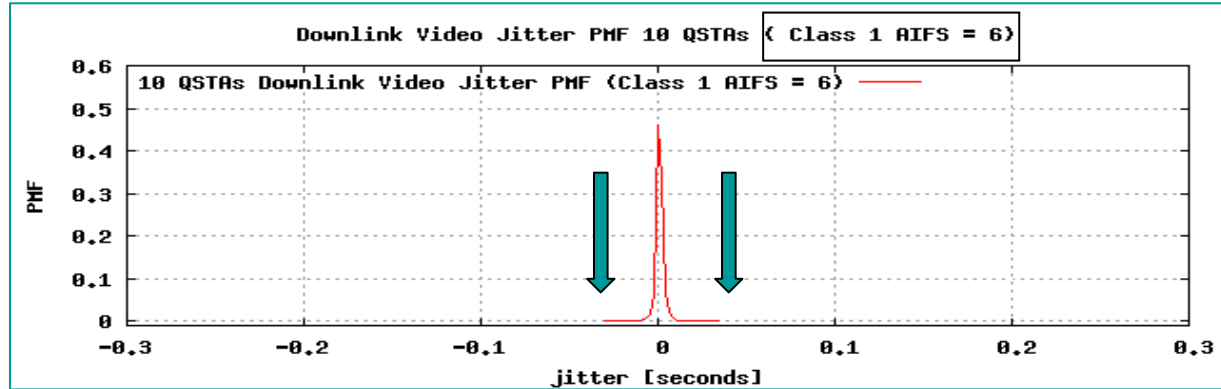 Downlink Video Jitter PMF 10 QSTAs ( Class 1 AIFS = 6)
0.6
10 QSTAs Downlink Video Jitter PMF (Class 1 AIFS = 6)
0.5
0.4
0.3
0.2
0.1
0
PMF
-0.3 -0.2 -0.1 0 0.1 0.2 0.3
jitter [seconds]